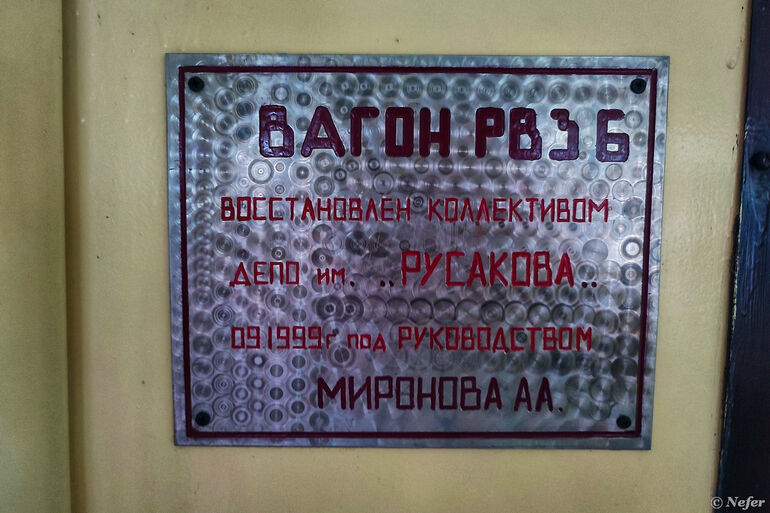 ВАГОН РВЗ 6
ВОССТАНОВЛЕН КОЛЛЕКТИВОМ
ДЕПО им. „РУСАКОВА„
09.1999г под РУКОВОДСТВОМ
МИРОНОВА А А.
© Nefer